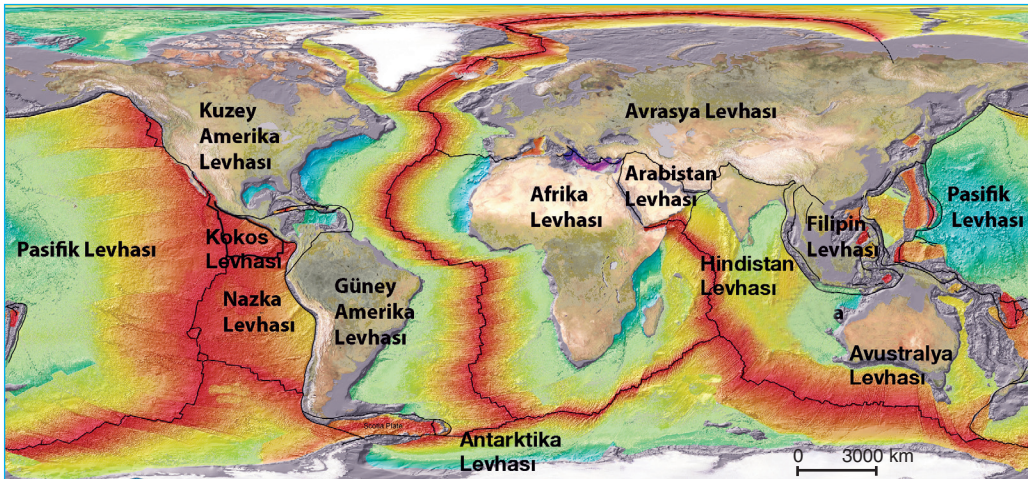 Kuzey
Amerika
Levhası
Avrasya Levhası
Arabistan
Levhası
Afrika
Levhası
Pasifik
Levhası
Filipin
Levhası
Pasifik Levhası
Kokos
Levhası
Hindistan
Levhası
Nazka
Levhası
Güney
Amerika
Levhası
a
Avustralya
Levhası
Scotia Plate
Antarktika
Levhası
0 3000 km